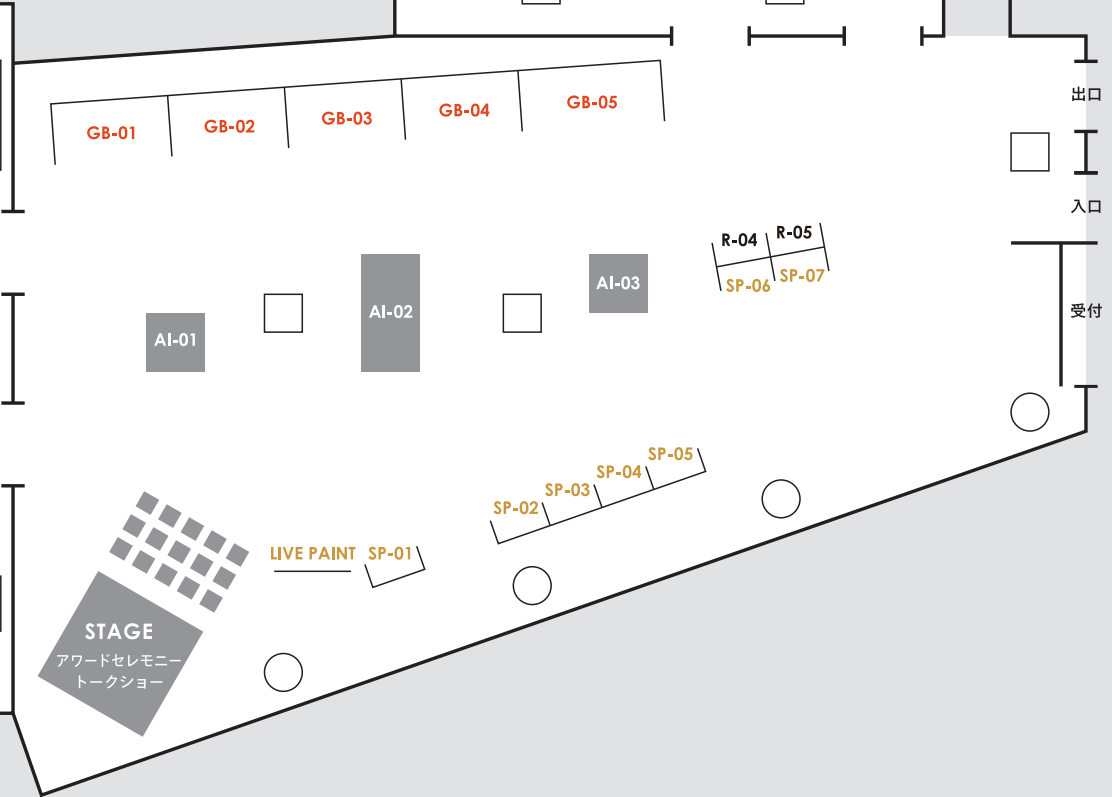 GB-01
GB-02
GB-03
GB-04
GB-05
出口
入口
受付
R-04
R-05
SP-06
SP-07
AI-01
AI-02
AI-03
SP-05
SP-04
SP-03
SP-02
LIVE PAINT
SP-01
STAGE
アワードセレモニー
トークショー